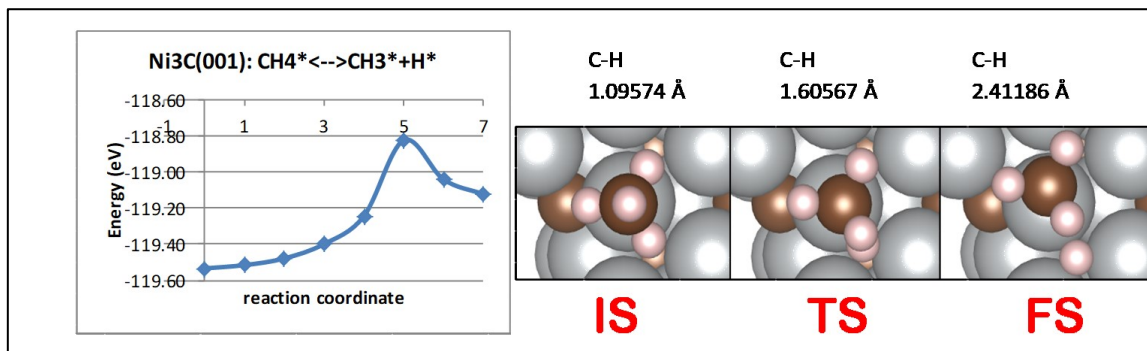 Ni3C(001): CH4*<-->CH3*+H*
-118.60
-1 1 3 5 7
-118.80
-119.00
-119.20
-119.40
-119.60
Energy (eV)
reaction coordinate
C-H
1.09574 Å
C-H
1.60567 Å
C-H
2.41186 Å
IS
TS
FS